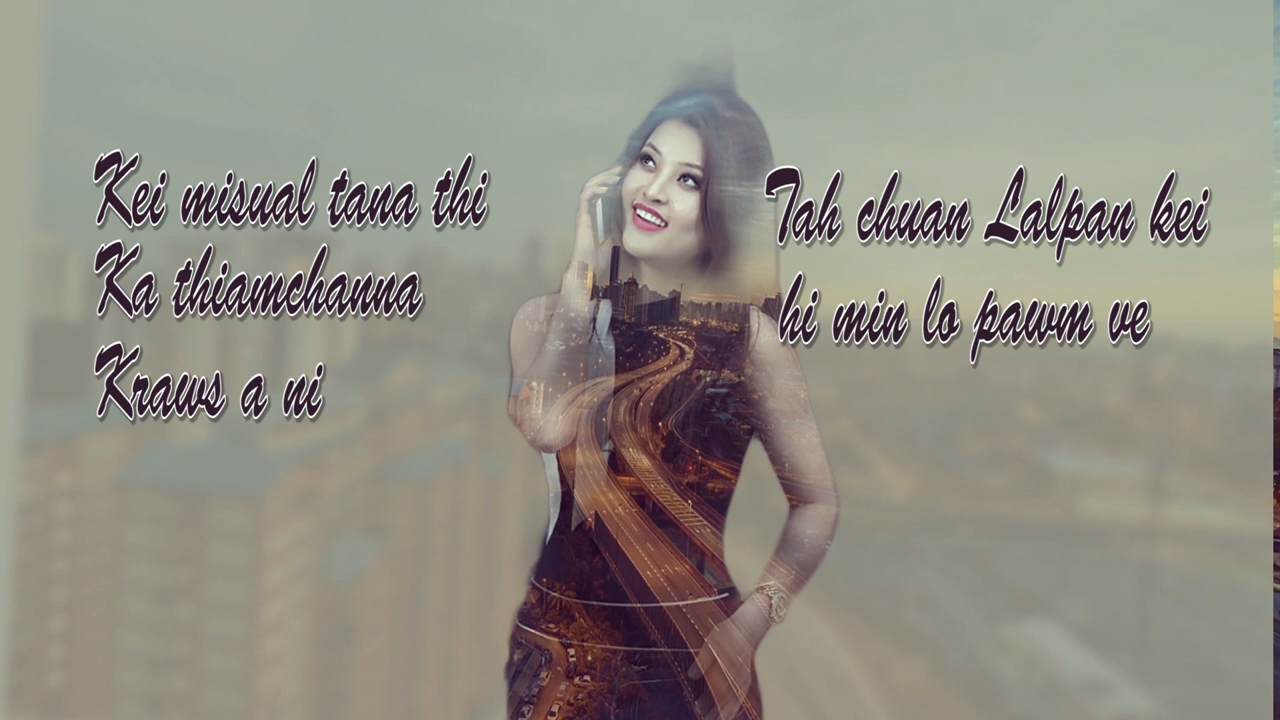 Kei misual tana thi
Ka thiamchanna
Kraws a ni
Tah chuan Lalpan kei
hi min lo pawm ve